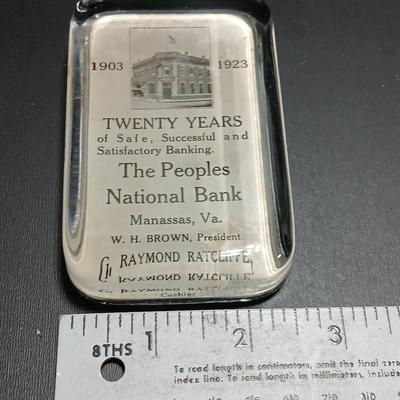 1903 1923
TWENTY YEARS
of Safe, Successful and
Satisfactory Banking.
The Peoples
National Bank
Manassas, Va.
W. H. BROWN, President
RAYMOND RATCLIFFE,
RAYMOND RATCLIFFE
RAYMOND RATCLIFFE
Cashier
8THS 1 2 3
To read length in centimeters, omit the final zero
index line. To read length in millimeters, include